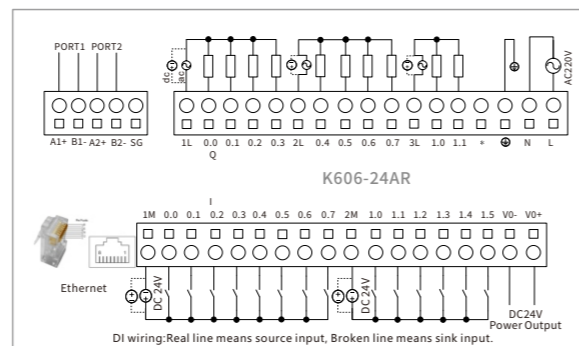 PORT1 PORT2
A1+ B1- A2+ B2- SG
dc
ac
AC220V
1L 0.0 0.1 0.2 0.3 2L 0.4 0.5 0.6 0.7 3L 1.0 1.1 N L
Q
K606-24AR
I
1M 0.0 0.1 0.2 0.3 0.4 0.5 0.6 0.7 2M 1.0 1.1 1.2 1.3 1.4 1.5 V0- V0+
Ethernet
DC 24V
DC 24V
DC24V
Power Output
DI wiring:Real line means source input, Broken line means sink input.